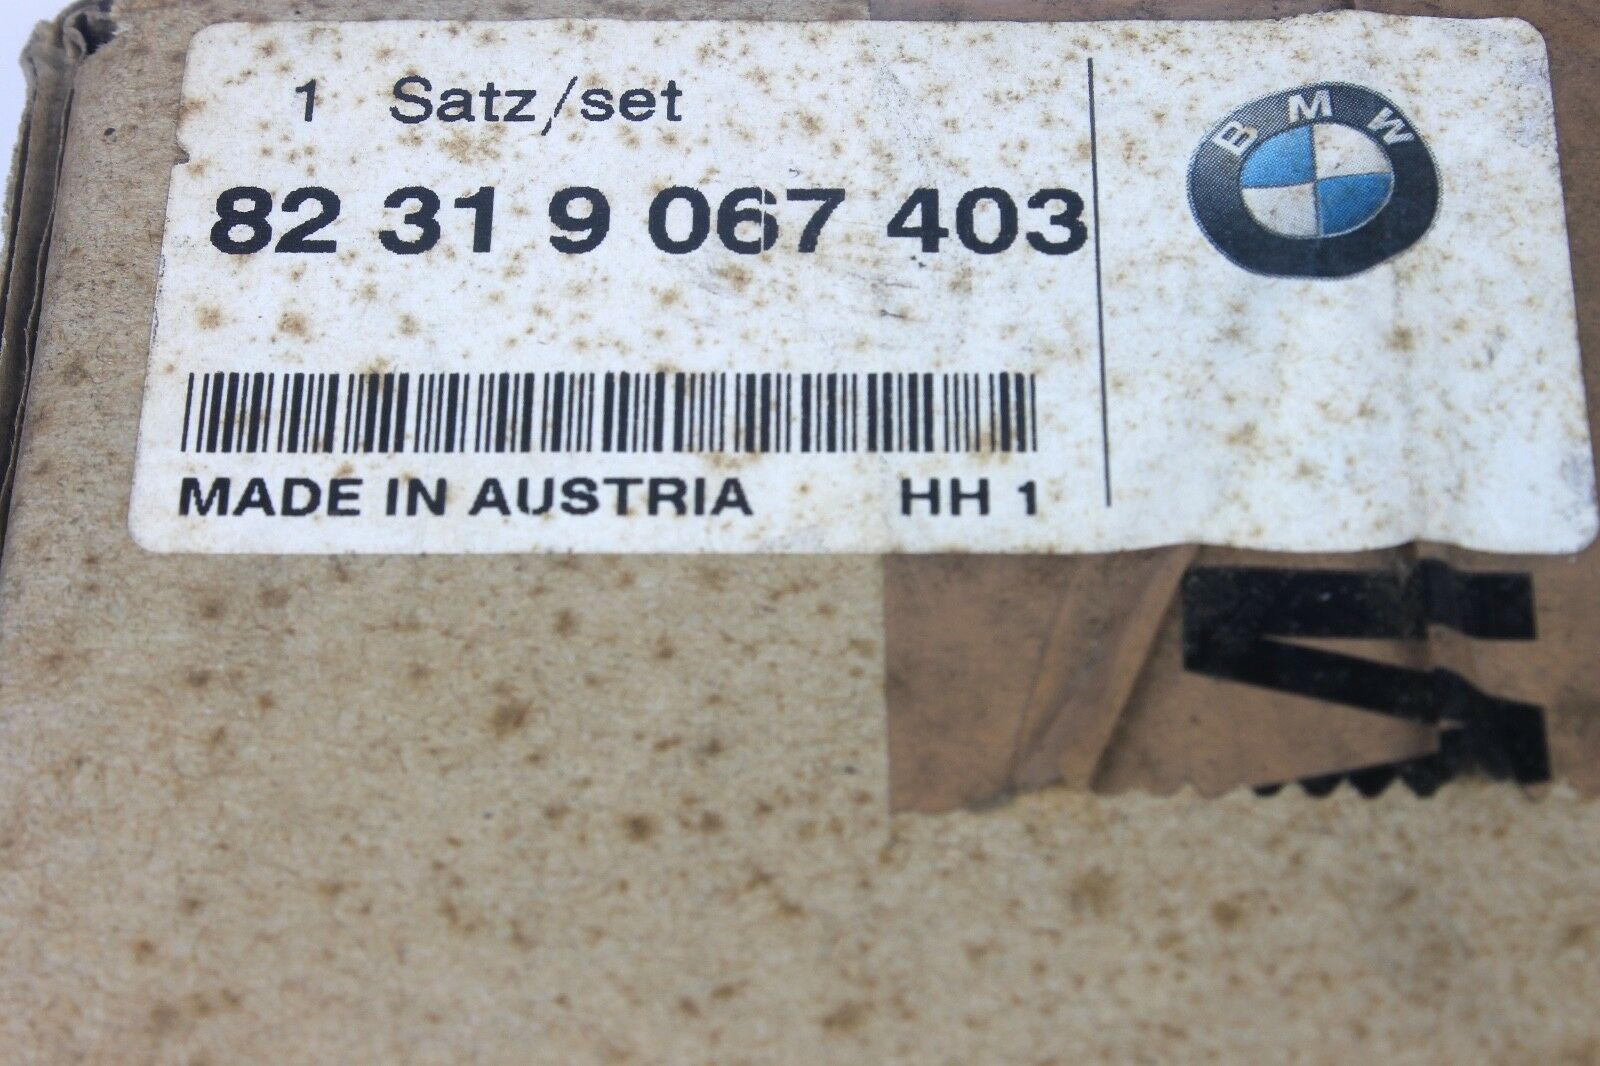 1 Satz/set
82 31 9 067 403
BMW
MADE IN AUSTRIA HH 1